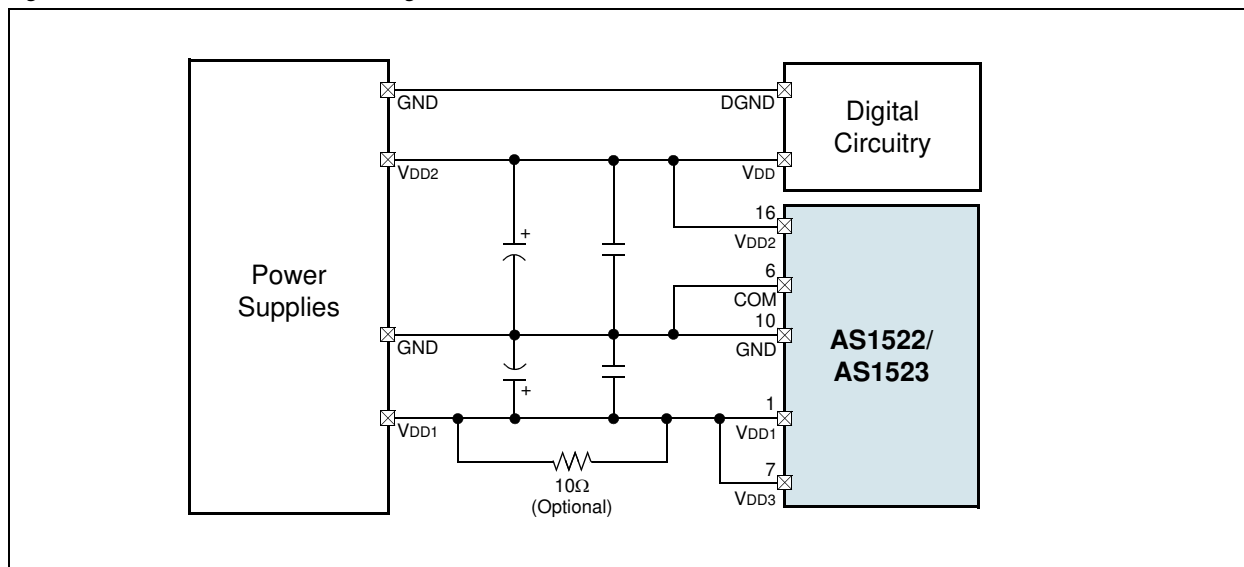 Power
Supplies
GND
VDD2
GND
VDD1
DGND
VDD
Digital
Circuitry
+
+
10Ω
(Optional)
16
VDD2
6
COM
10
GND
1
VDD1
7
VDD3
AS1522/
AS1523